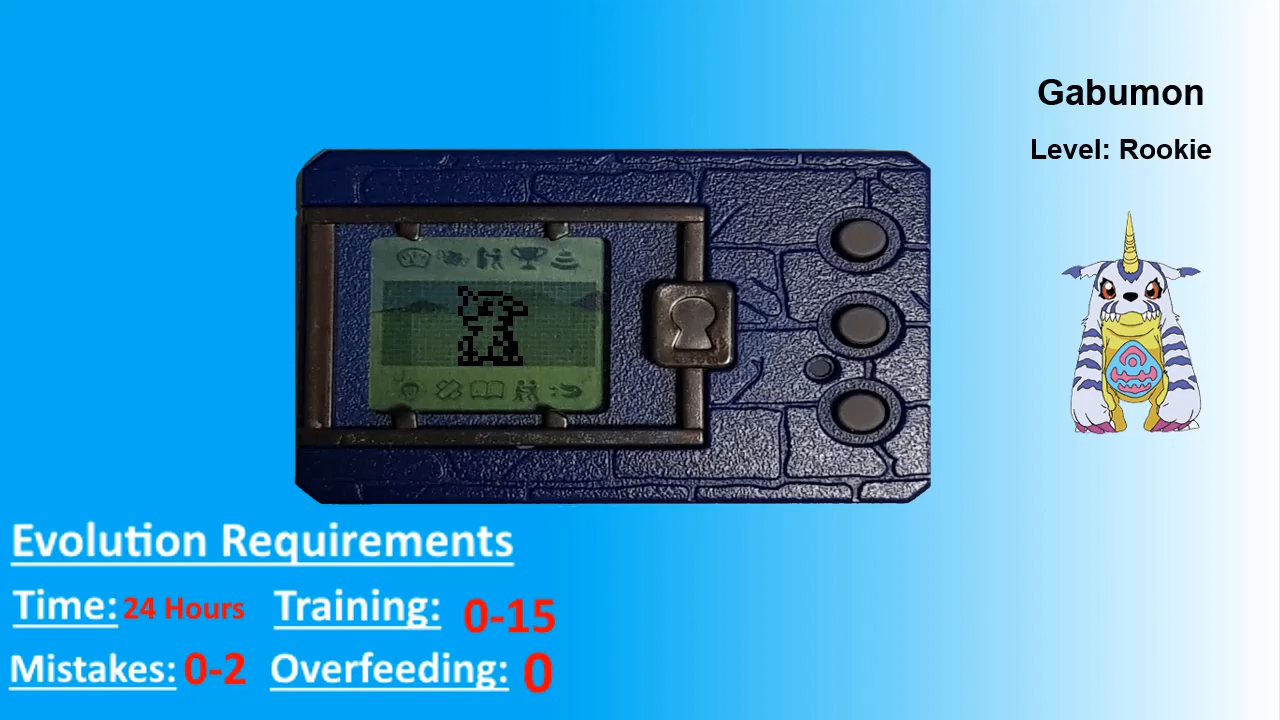 Gabumon
Level: Rookie
Evolution Requirements
Time: 24 Hours Training: 0-15
Mistakes: 0-2 Overfeeding: 0